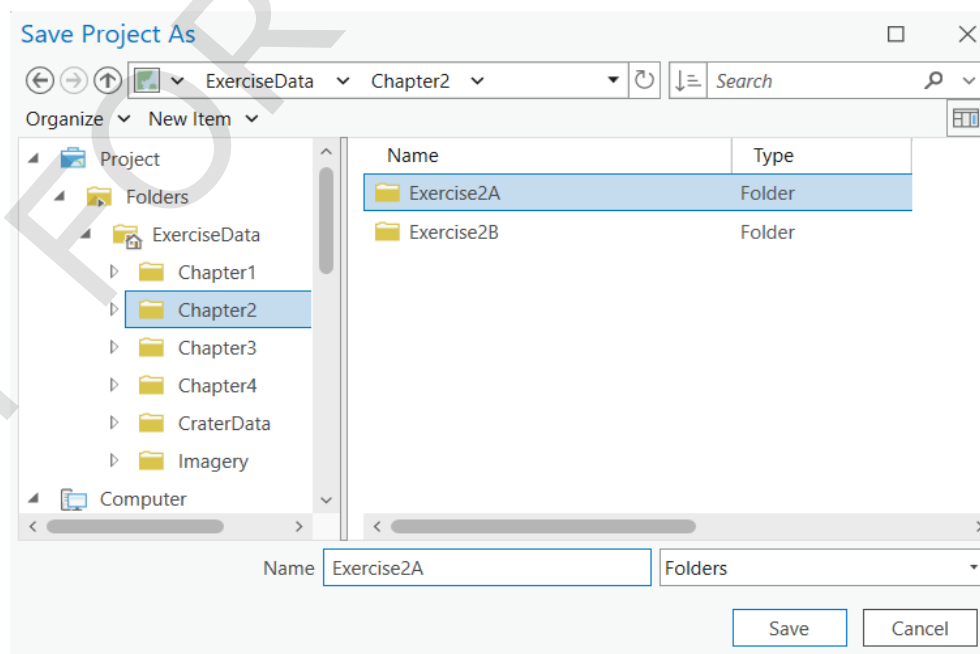 Save Project As
ExerciseData Chapter2 Search
Organize New Item
Project
Folders
ExerciseData
Chapter1
Chapter2
Chapter3
Chapter4
CraterData
Imagery
Computer
Name Type
Exercise2A Folder
Exercise2B Folder
Name Exercise2A Folders
Save Cancel
FOR